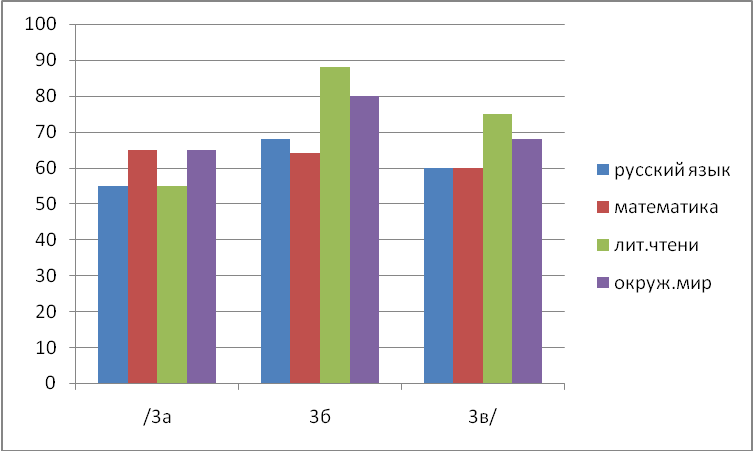 100
90
80
70
60
50
40
30
20
10
0
/3а 3б 3в/
русский язык
математика
лит.чтени
окруж.мир